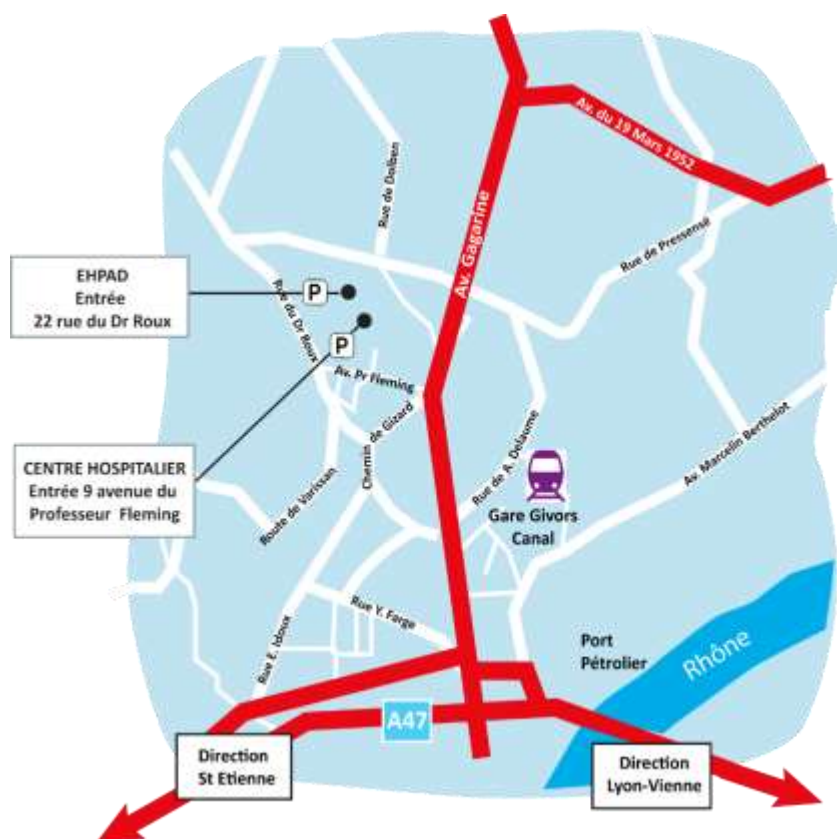 Av. du 19 Mars 1952
Rue de Dolben
Av. Gagarine
Rue de Pressensé
EHPAD
Entrée
22 rue du Dr Roux
P
Rue du Dr Roux
P
Av. Pr Fleming
Chemin de Gizard
Rue de A. Delaume
Av. Marcelin Berthelot
CENTRE HOSPITALIER
Entrée 9 avenue du
Professeur Fleming
Route de Varissan
Gare Givors
Canal
Rue Y. Farge
Rue E. Idoux
Port
Pétrolier
Rhône
A47
Direction
St Etienne
Direction
Lyon-Vienne